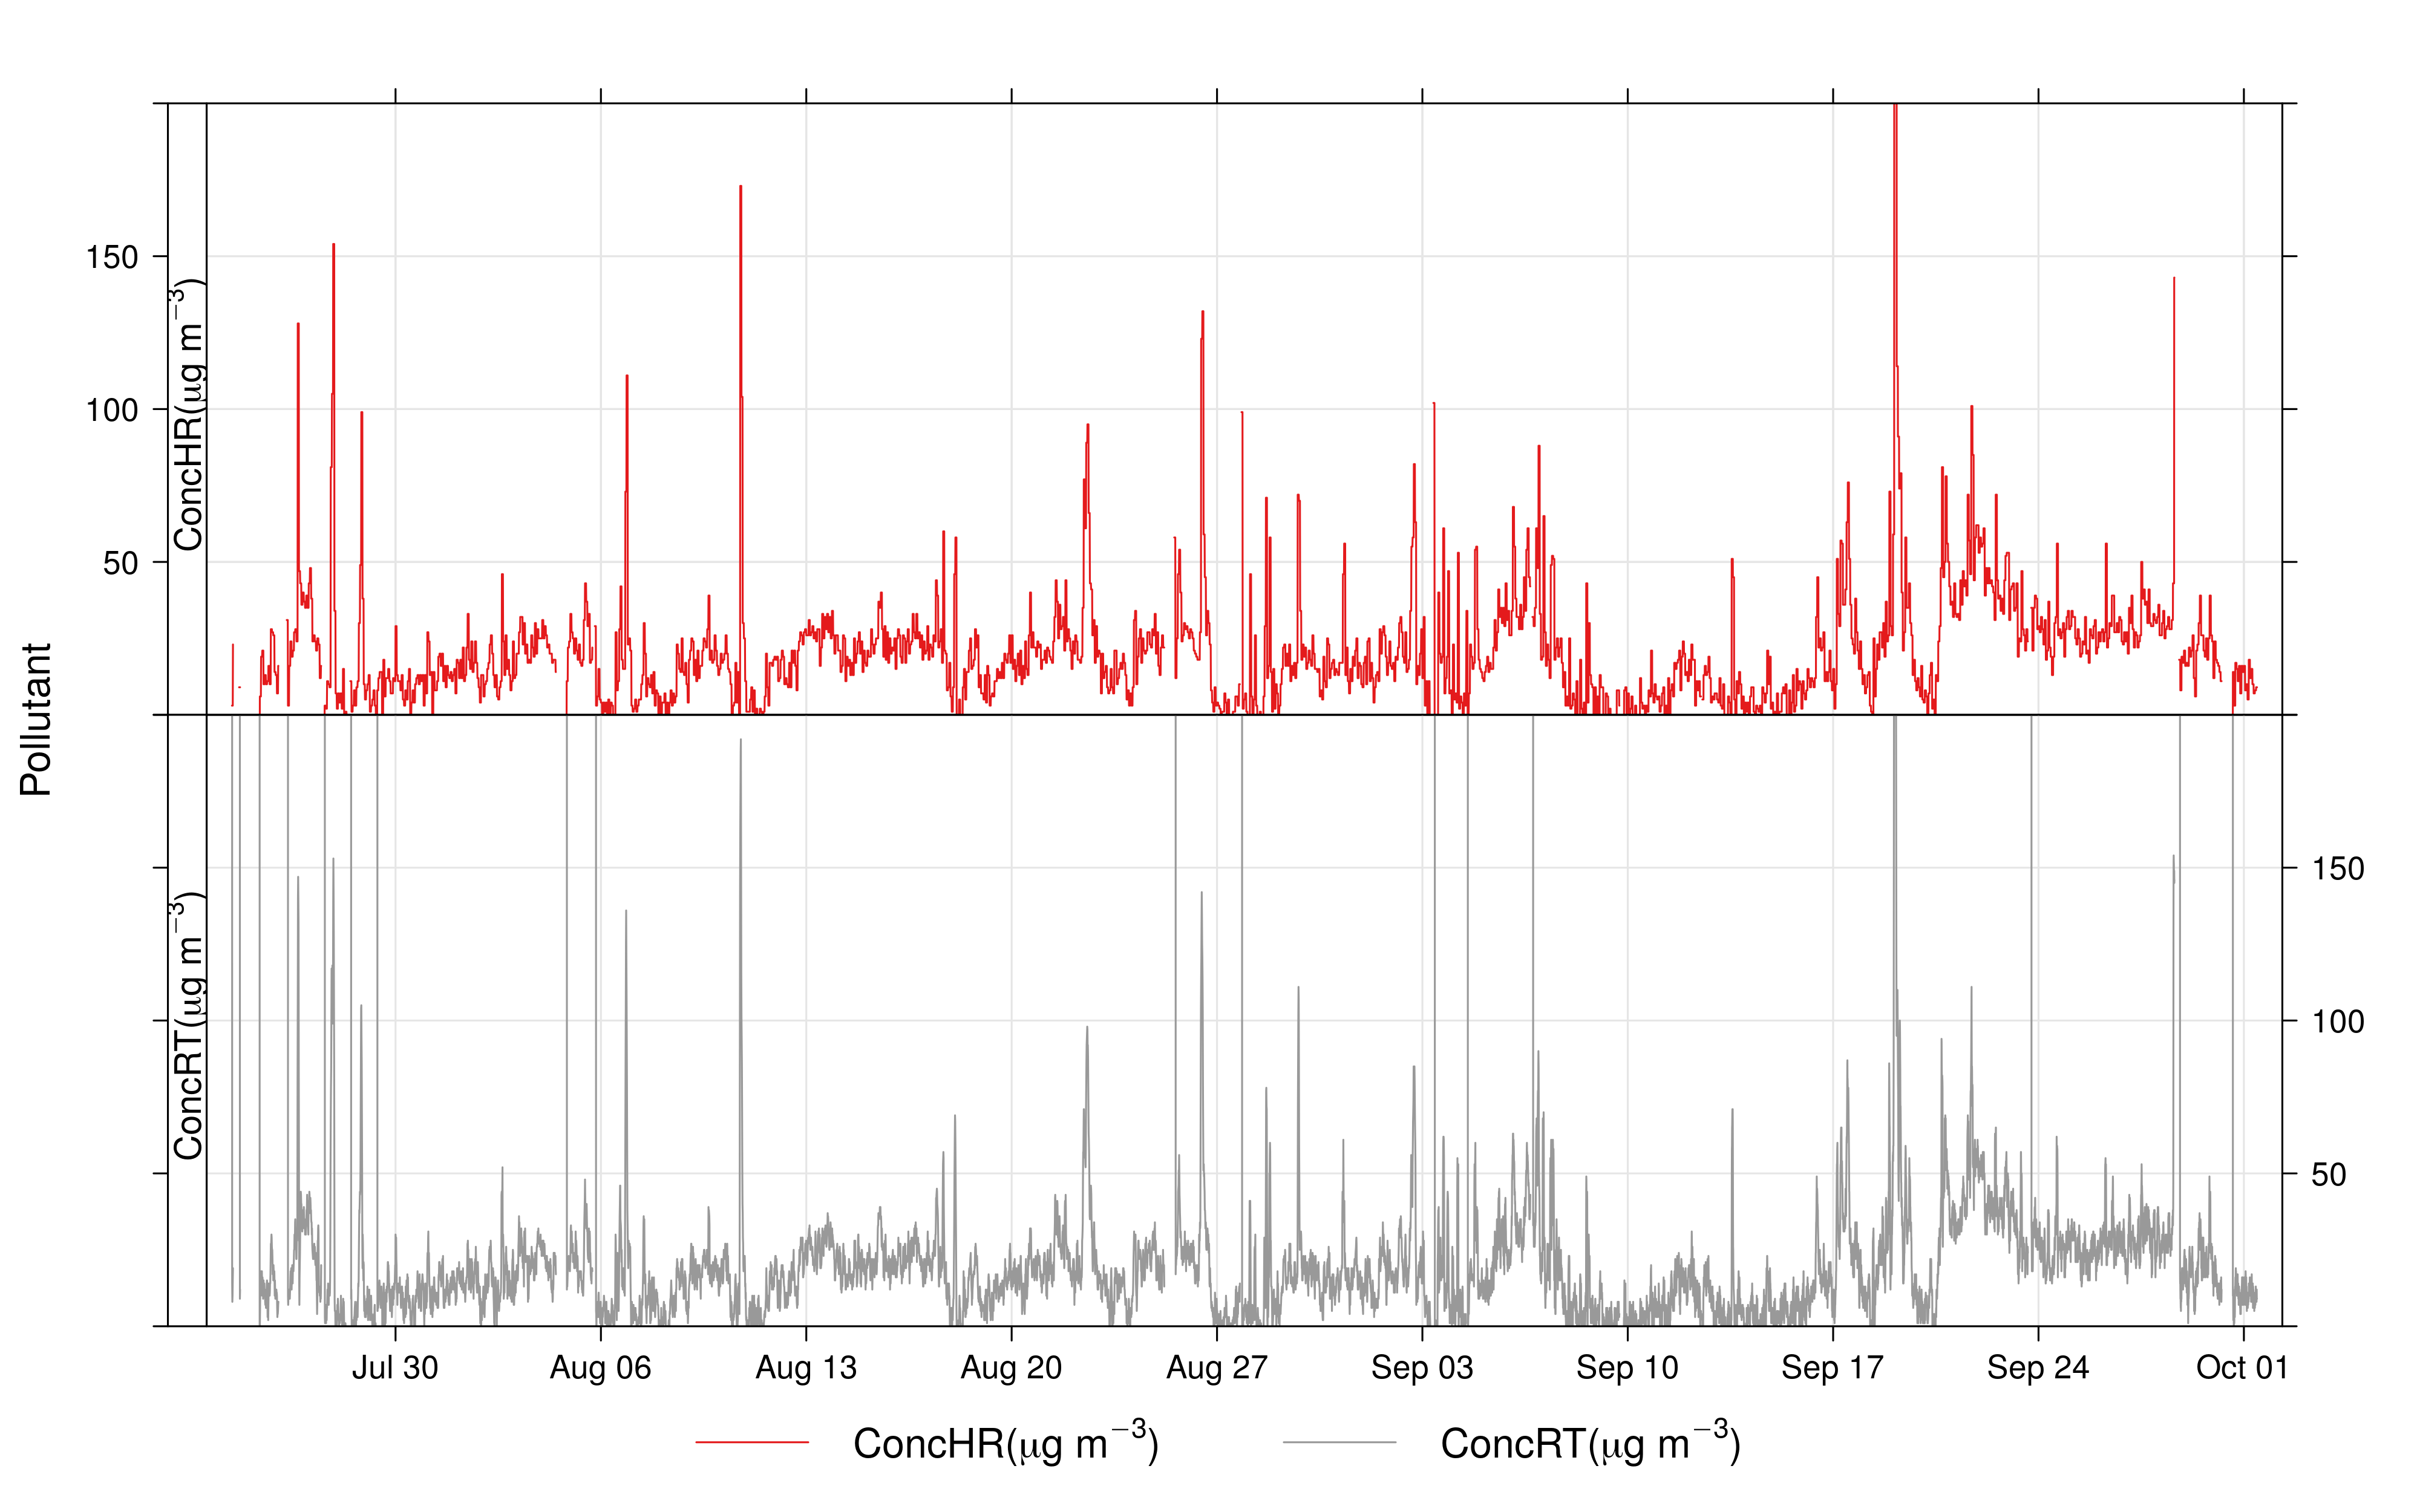 Pollutant
ConcHR(μg m⁻³)
150
100
50
ConcRT(μg m⁻³)
150
100
50
Jul 30 Aug 06 Aug 13 Aug 20 Aug 27 Sep 03 Sep 10 Sep 17 Sep 24 Oct 01
ConcHR(μg m⁻³) ConcRT(μg m⁻³)